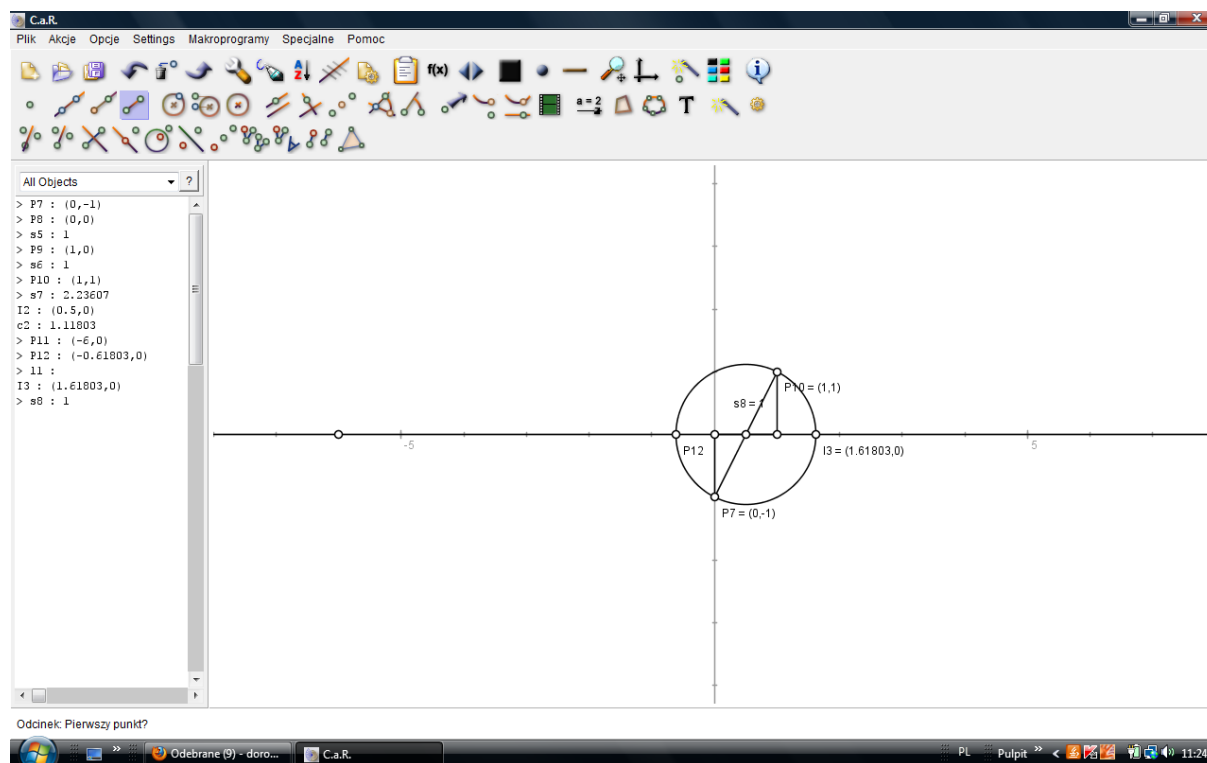 C.a.R.
Plik Akcje Opcje Settings Makroprogramy Specjalne Pomoc
f(x)
a = 2
T
All Objects
?
> P7 : (0,-1)
> P8 : (0,0)
> s5 : 1
> P9 : (1,0)
> s6 : 1
> P10 : (1,1)
> s7 : 2.23607
I2 : (0.5,0)
c2 : 1.11803
> P11 : (-6,0)
> P12 : (-0.61803,0)
> l1 :
I3 : (1.61803,0)
> s8 : 1
P10 = (1,1)
s8 = 1
-5
P12
I3 = (1.61803,0)
5
P7 = (0,-1)
Odcinek: Pierwszy punkt?
Odebrane (9) - doro...
C.a.R.
PL
Pulpit
11:24